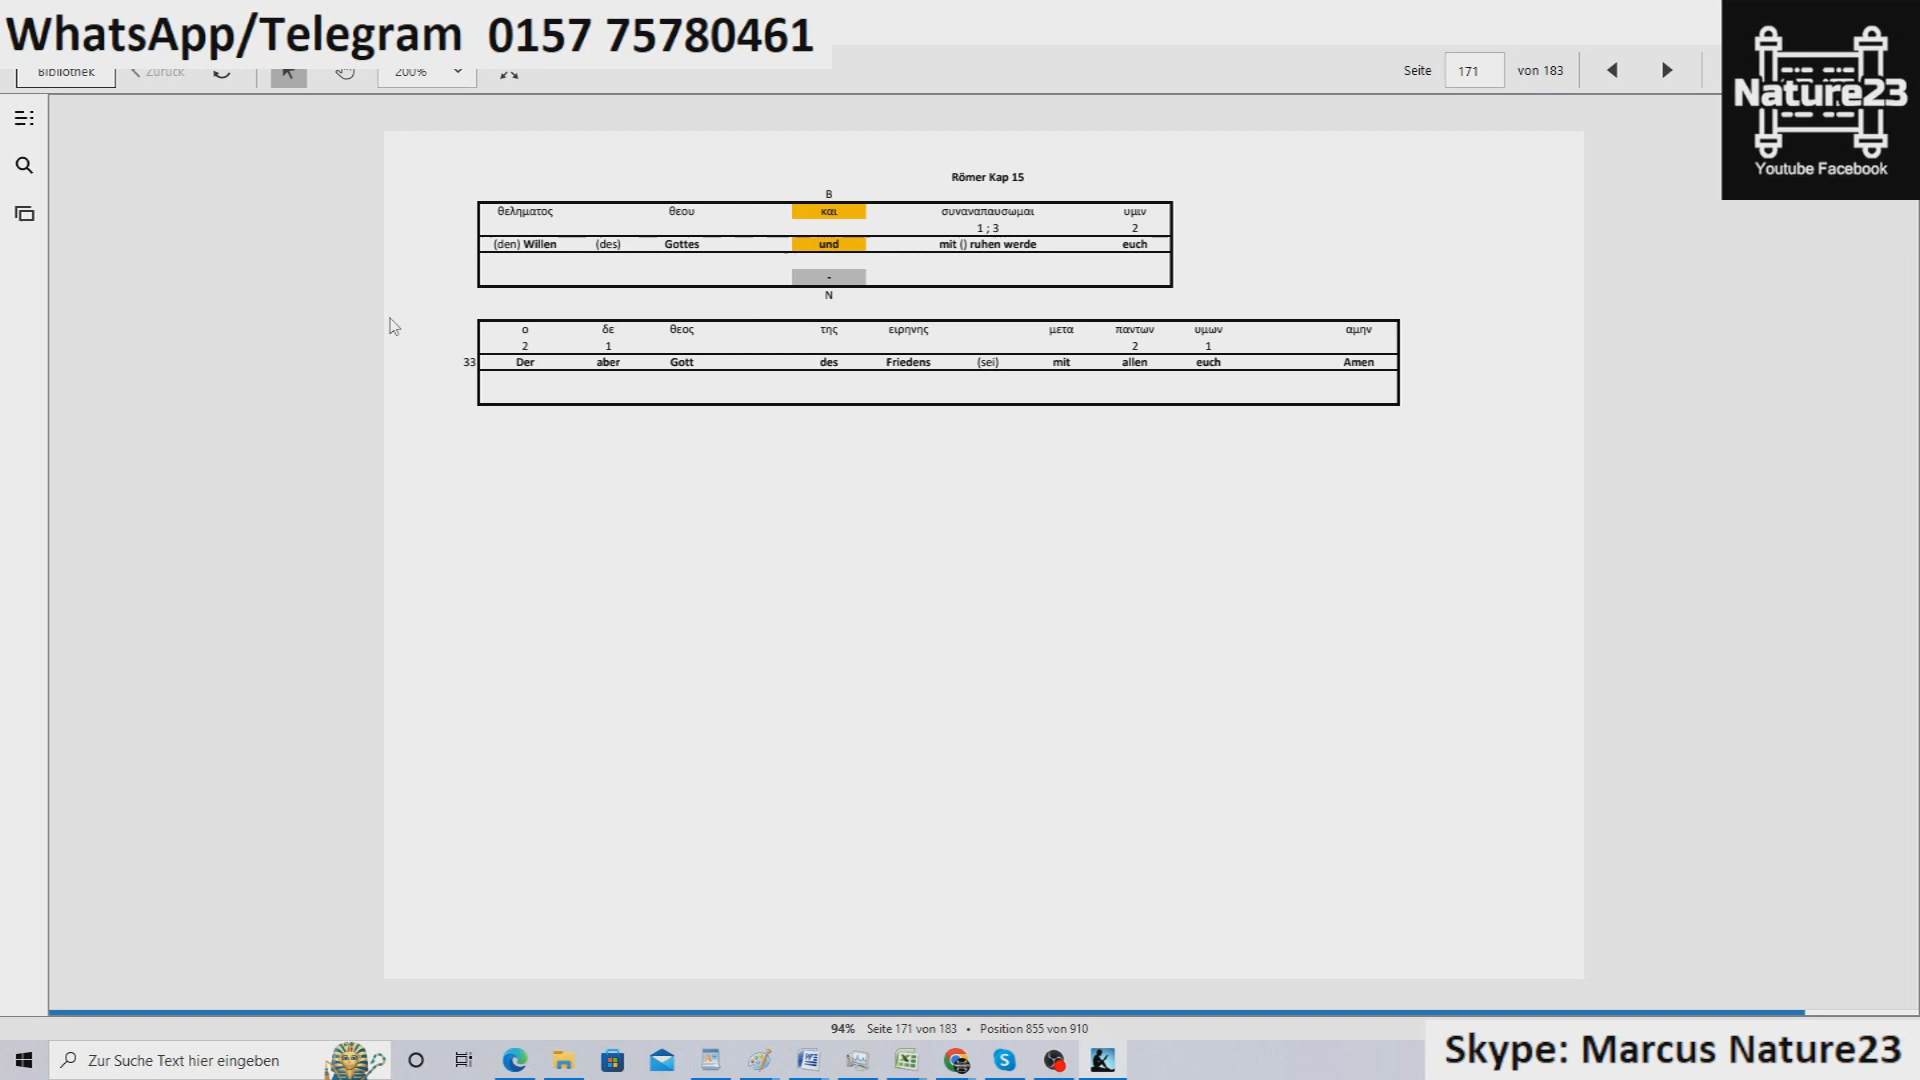 WhatsApp/Telegram 0157 75780461
Bibliothek Zurück 200% Seite 171 von 183
Nature23
Youtube Facebook
Römer Kap 15
B
θεληματος θεου και συναναπαυσωμαι υμιν
1 ; 3 2
(den) Willen (des) Gottes und mit () ruhen werde euch
-
N
ο δε θεος της ειρηνης μετα παντων υμων αμην
2 1 2 1
33 Der aber Gott des Friedens (sei) mit allen euch Amen
94% Seite 171 von 183 • Position 855 von 910
Zur Suche Text hier eingeben
Skype: Marcus Nature23